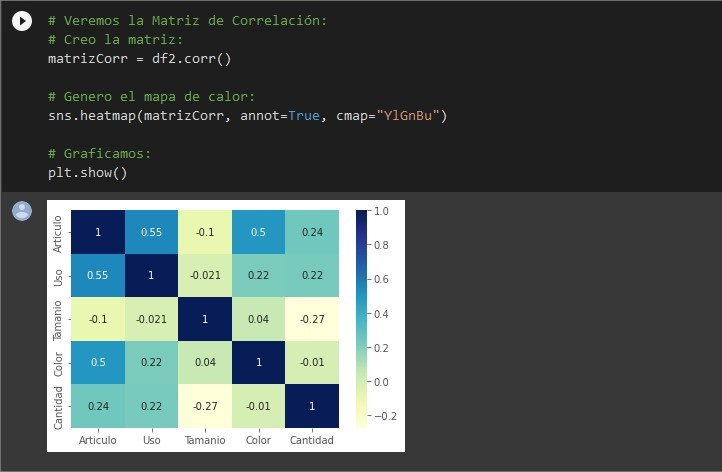 # Veremos la Matriz de Correlación:
# Creo la matriz:
matrizCorr = df2.corr()
# Genero el mapa de calor:
sns.heatmap(matrizCorr, annot=True, cmap="YlGnBu")
# Graficamos:
plt.show()
Articulo 1 0.55 -0.1 0.5 0.24
Uso 0.55 1 -0.021 0.22 0.22
Tamanio -0.1 -0.021 1 0.04 -0.27
Color 0.5 0.22 0.04 1 -0.01
Cantidad 0.24 0.22 -0.27 -0.01 1
Articulo Uso Tamanio Color Cantidad
1.0
0.8
0.6
0.4
0.2
0.0
−0.2